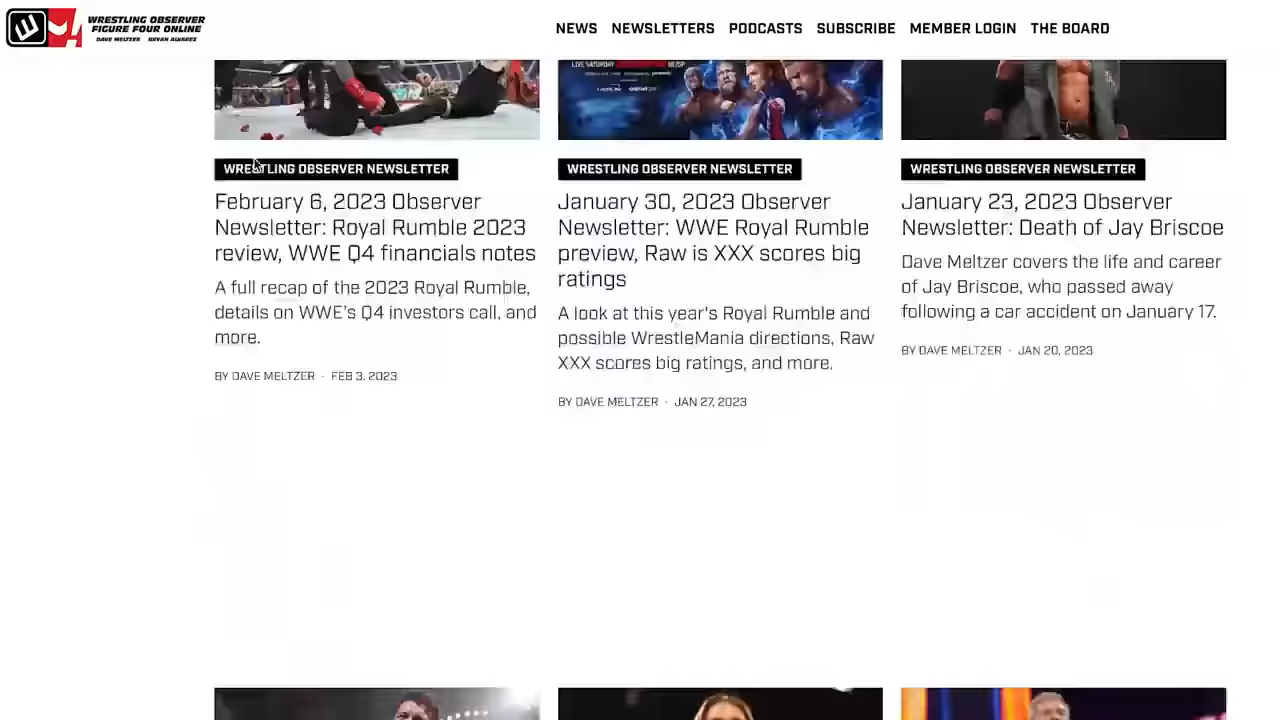 WRESTLING OBSERVER
FIGURE FOUR ONLINE
DAVE MELTZER BRYAN ALVAREZ
NEWS NEWSLETTERS PODCASTS SUBSCRIBE MEMBER LOGIN THE BOARD
WRESTLING OBSERVER NEWSLETTER
February 6, 2023 Observer
Newsletter: Royal Rumble 2023
review, WWE Q4 financials notes
A full recap of the 2023 Royal Rumble,
details on WWE's Q4 investors call, and
more.
BY DAVE MELTZER · FEB 3, 2023
LIVE SATURDAY
WRESTLING OBSERVER NEWSLETTER
January 30, 2023 Observer
Newsletter: WWE Royal Rumble
preview, Raw is XXX scores big
ratings
A look at this year's Royal Rumble and
possible WrestleMania directions, Raw
XXX scores big ratings, and more.
BY DAVE MELTZER · JAN 27, 2023
WRESTLING OBSERVER NEWSLETTER
January 23, 2023 Observer
Newsletter: Death of Jay Briscoe
Dave Meltzer covers the life and career
of Jay Briscoe, who passed away
following a car accident on January 17.
BY DAVE MELTZER · JAN 20, 2023